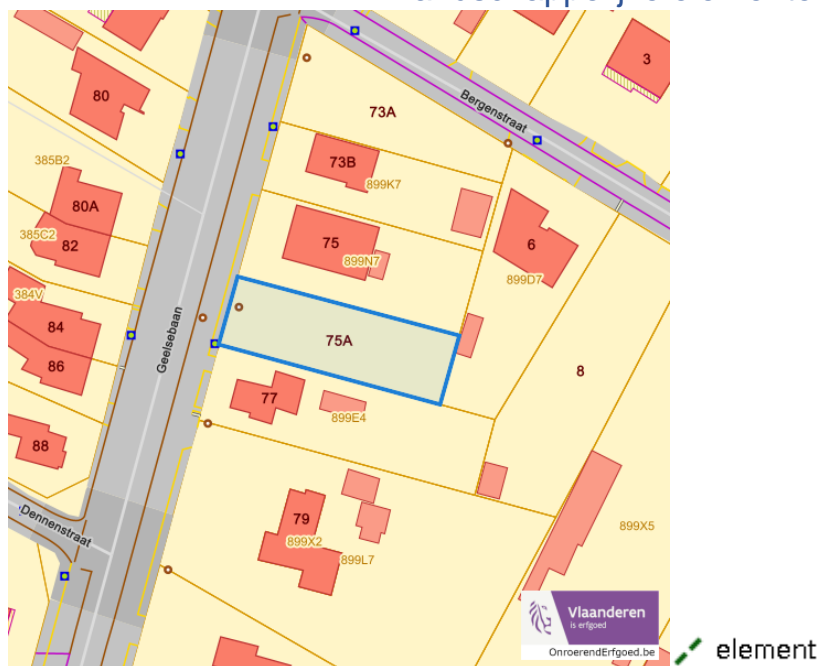 80
3
Bergenstraat
73A
385B2
73B
899K7
80A
385C2
82
75
899N7
6
899D7
384V
84
75A
Geelsebaan
86
8
77
899E4
88
Dennenstraat
79
899X2
899L7
899X5
Vlaanderen
is erfgoed
OnroerendErfgoed.be
element